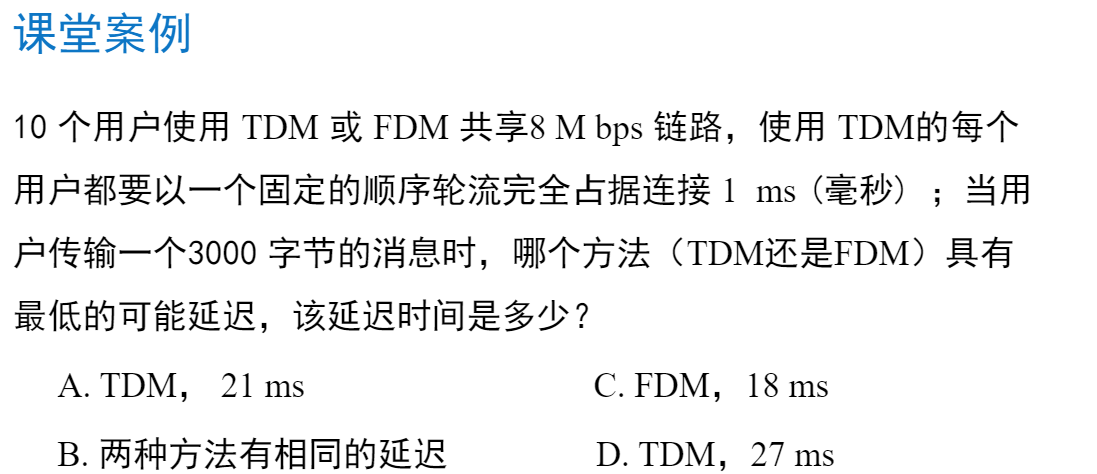 课堂案例
10 个用户使用 TDM 或 FDM 共享8 M bps 链路，使用 TDM的每个
用户都要以一个固定的顺序轮流完全占据连接 1 ms (毫秒）；当用
户传输一个3000 字节的消息时，哪个方法（TDM还是FDM）具有
最低的可能延迟，该延迟时间是多少?
A. TDM， 21 ms
C. FDM，18 ms
B. 两种方法有相同的延迟
D. TDM，27 ms